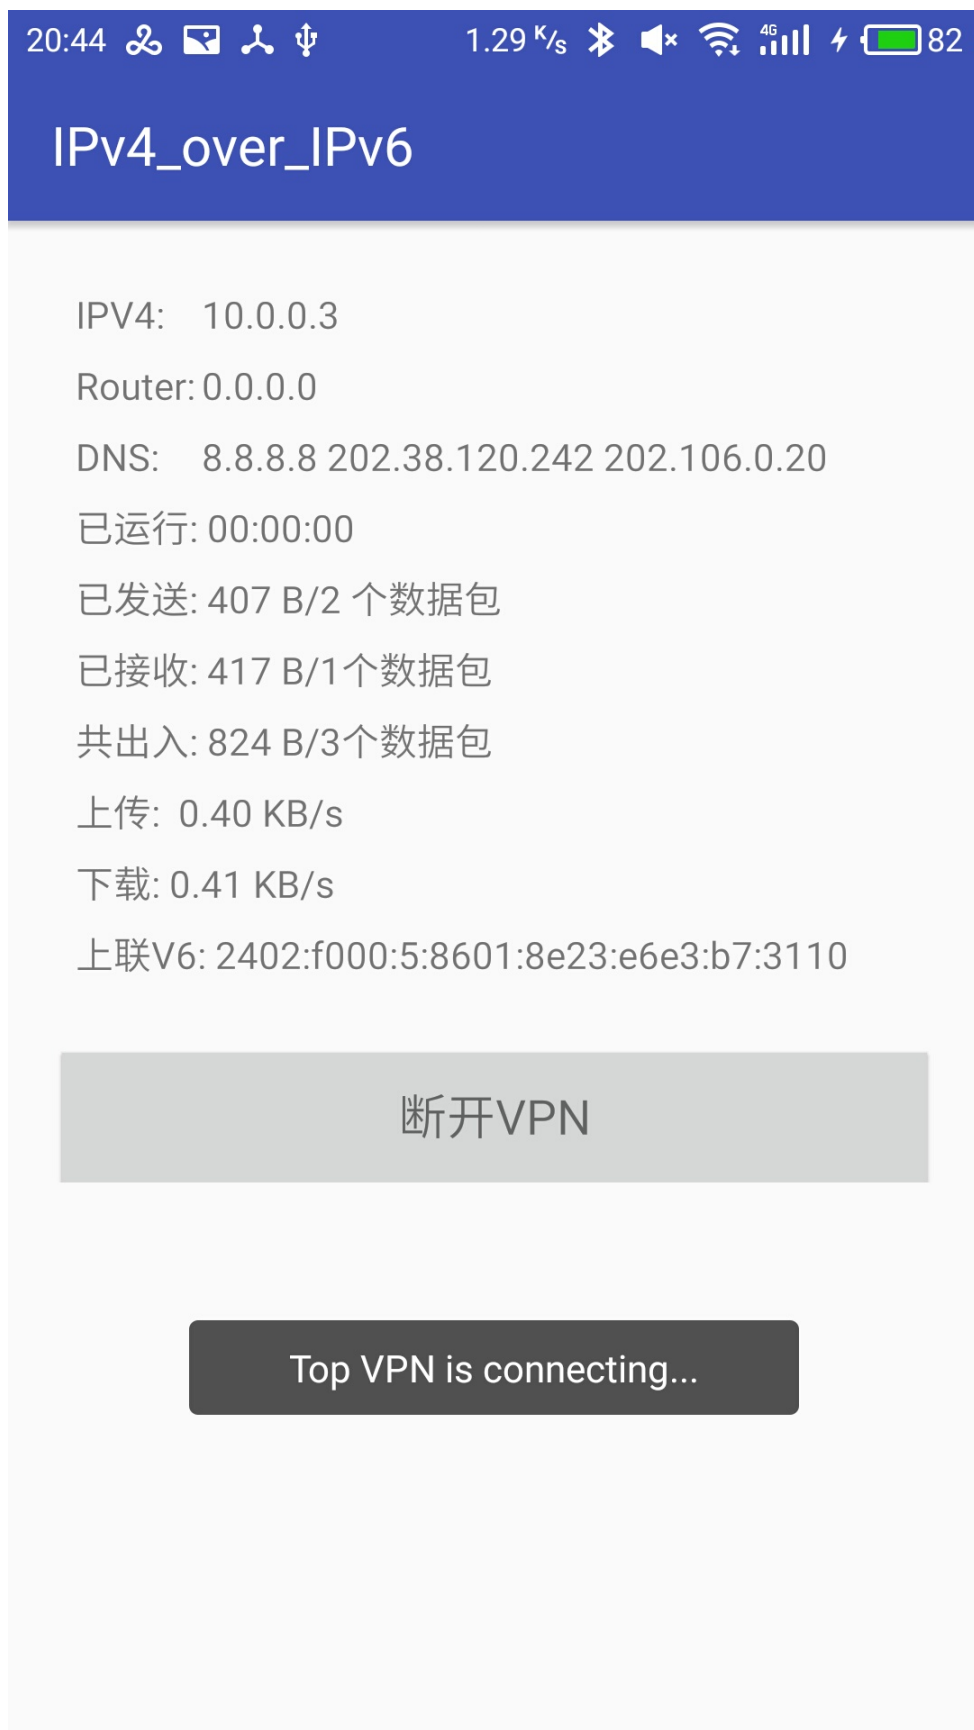 20:44 1.29 K/s 4G 82
IPv4_over_IPv6
IPV4: 10.0.0.3
Router: 0.0.0.0
DNS: 8.8.8.8 202.38.120.242 202.106.0.20
已运行: 00:00:00
已发送: 407 B/2 个数据包
已接收: 417 B/1个数据包
共出入: 824 B/3个数据包
上传: 0.40 KB/s
下载: 0.41 KB/s
上联V6: 2402:f000:5:8601:8e23:e6e3:b7:3110
断开VPN
Top VPN is connecting...